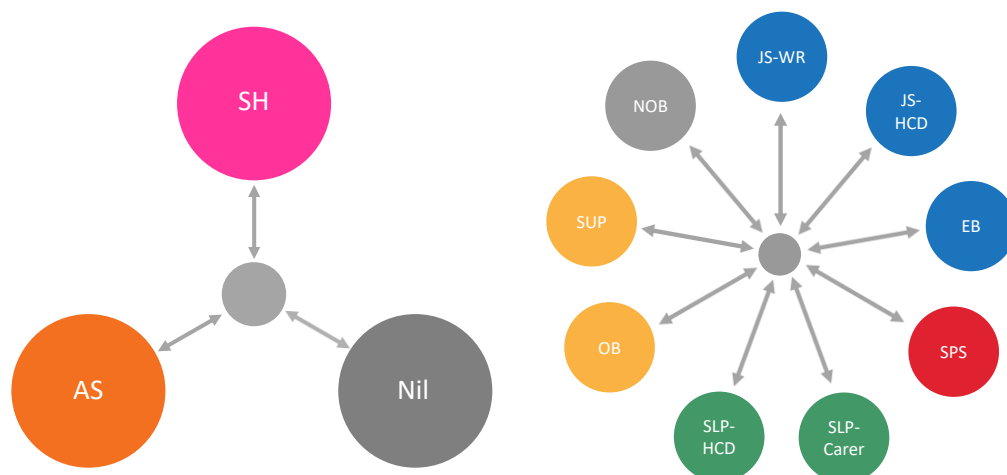 SH
AS
Nil
JS-WR
JS-
HCD
EB
SPS
SLP-
Carer
SLP-
HCD
OB
SUP
NOB